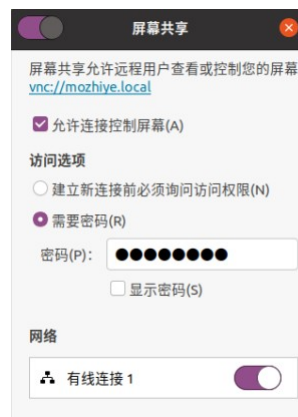 屏幕共享
屏幕共享允许远程用户查看或控制您的屏幕
vnc://mozhiye.local
允许连接控制屏幕(A)
访问选项
建立新连接前必须询问访问权限(N)
需要密码(R)
密码(P)： ●●●●●●●●
显示密码(S)
网络
有线连接 1